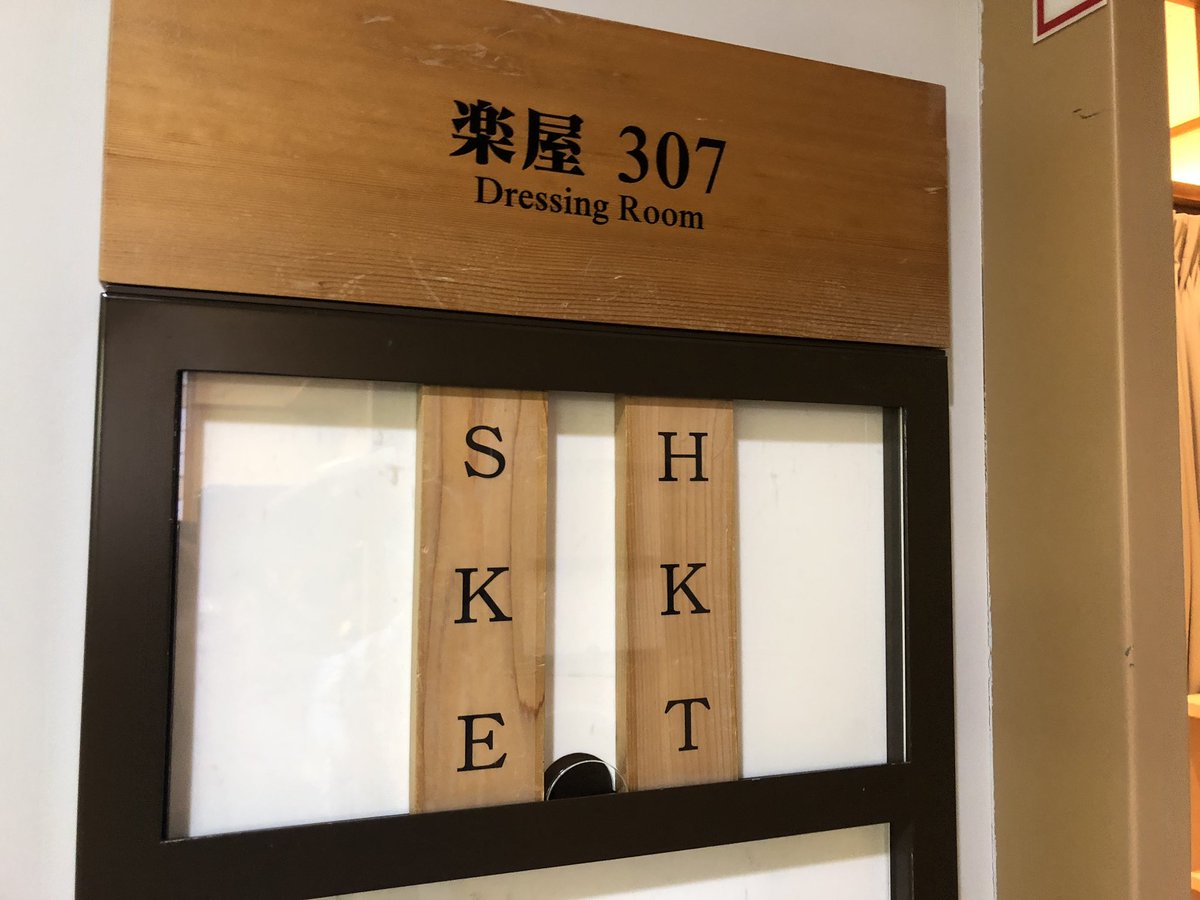 楽屋 307
Dressing Room
HKT
SKE